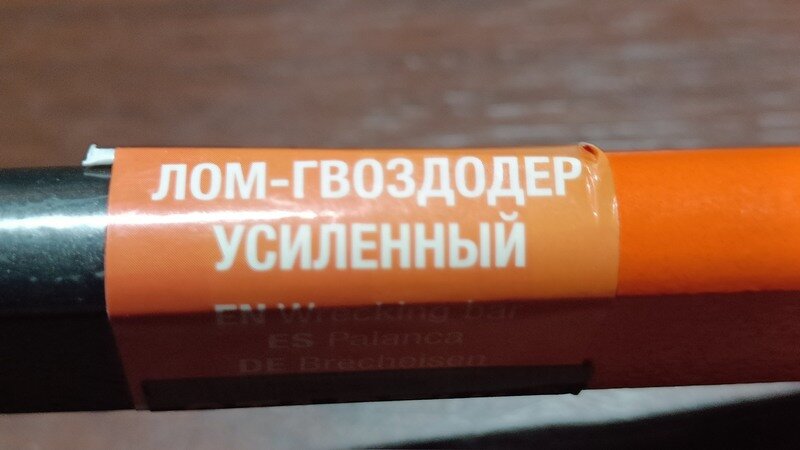 ЛОМ-ГВОЗДОДЕР
УСИЛЕННЫЙ
EN Wrecking bar
ES Palanca
DE Brecheisen